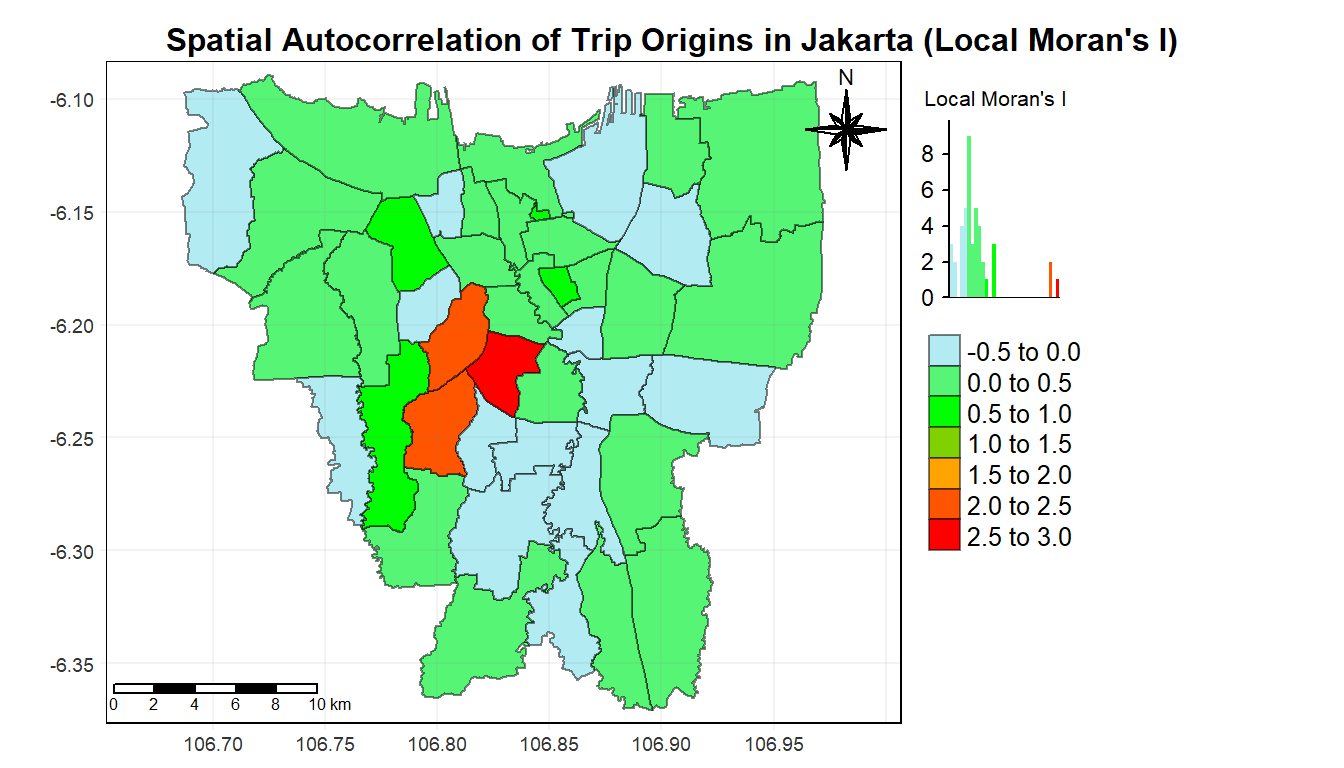 Spatial Autocorrelation of Trip Origins in Jakarta (Local Moran's I)
N
-6.10
-6.15
-6.20
-6.25
-6.30
-6.35
0 2 4 6 8 10 km
106.70 106.75 106.80 106.85 106.90 106.95
Local Moran's I
8
6
4
2
0
-0.5 to 0.0
0.0 to 0.5
0.5 to 1.0
1.0 to 1.5
1.5 to 2.0
2.0 to 2.5
2.5 to 3.0